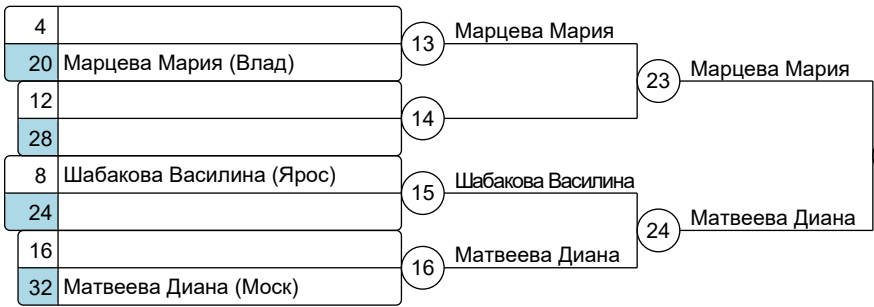 4
13 Марцева Мария
20 Марцева Мария (Влад)
23 Марцева Мария
12
14
28
8 Шабакова Василина (Ярос)
15 Шабакова Василина
24
24 Матвеева Диана
16
16 Матвеева Диана
32 Матвеева Диана (Моск)